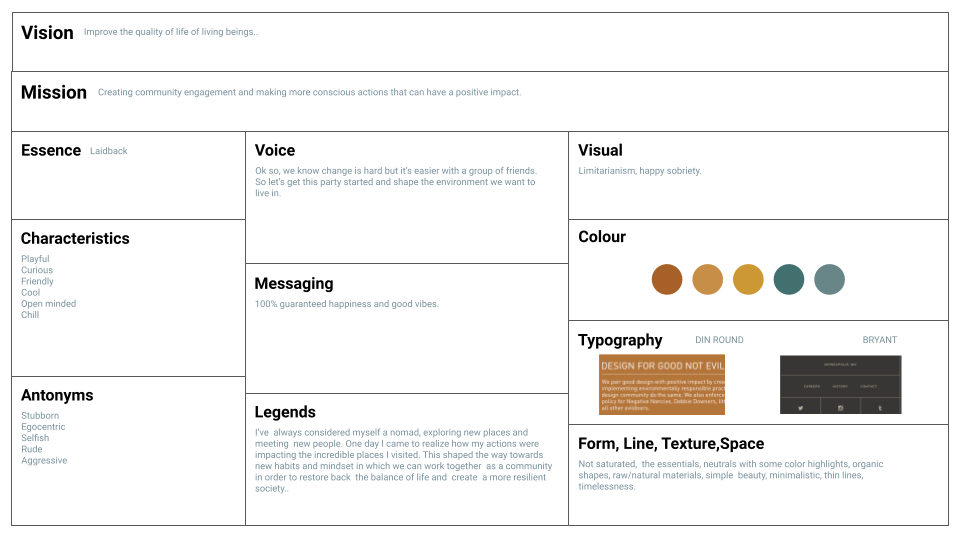 Vision Improve the quality of life of living beings..
Mission Creating community engagement and making more conscious actions that can have a positive impact.
Essence Laidback
Characteristics
Playful
Curious
Friendly
Cool
Open minded
Chill
Antonyms
Stubborn
Egocentric
Selfish
Rude
Aggressive
Voice
Ok so, we know change is hard but it's easier with a group of friends.
So let's get this party started and shape the environment we want to
live in.
Messaging
100% guaranteed happiness and good vibes.
Legends
I've  always considered myself a nomad, exploring new places and
meeting  new people. One day I came to realize how my actions were
impacting the incredible places I visited. This shaped the way towards
new habits and mindset in which we can work together  as a community
in order to restore back  the balance of life and  create  a more resilient
society..
Visual
Limitarianism, happy sobriety.
Colour
Typography DIN ROUND BRYANT
DESIGN FOR GOOD NOT EVIL
We pair good design with positive impact by
implementing environmentally responsible
design community do the same. We also
policy for Negative Nancies, Debbie Downers,
all other evildoers.
CAREERS HISTORY CONTACT
Form, Line, Texture,Space
Not saturated,  the essentials, neutrals with some color highlights, organic
shapes, raw/natural materials, simple  beauty, minimalistic, thin lines,
timelessness.